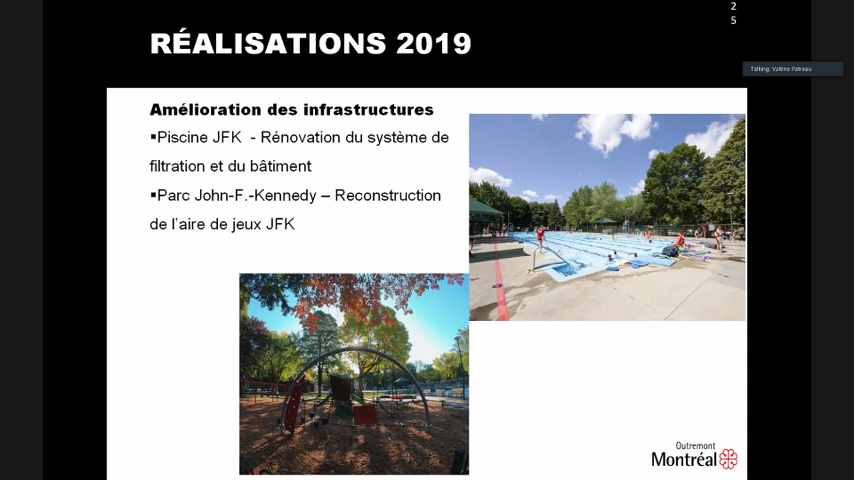 2
5
RÉALISATIONS 2019
Talking: Valérie Patreau
Amélioration des infrastructures
▪Piscine JFK - Rénovation du système de
filtration et du bâtiment
▪Parc John-F.-Kennedy – Reconstruction
de l'aire de jeux JFK
Outremont
Montréal